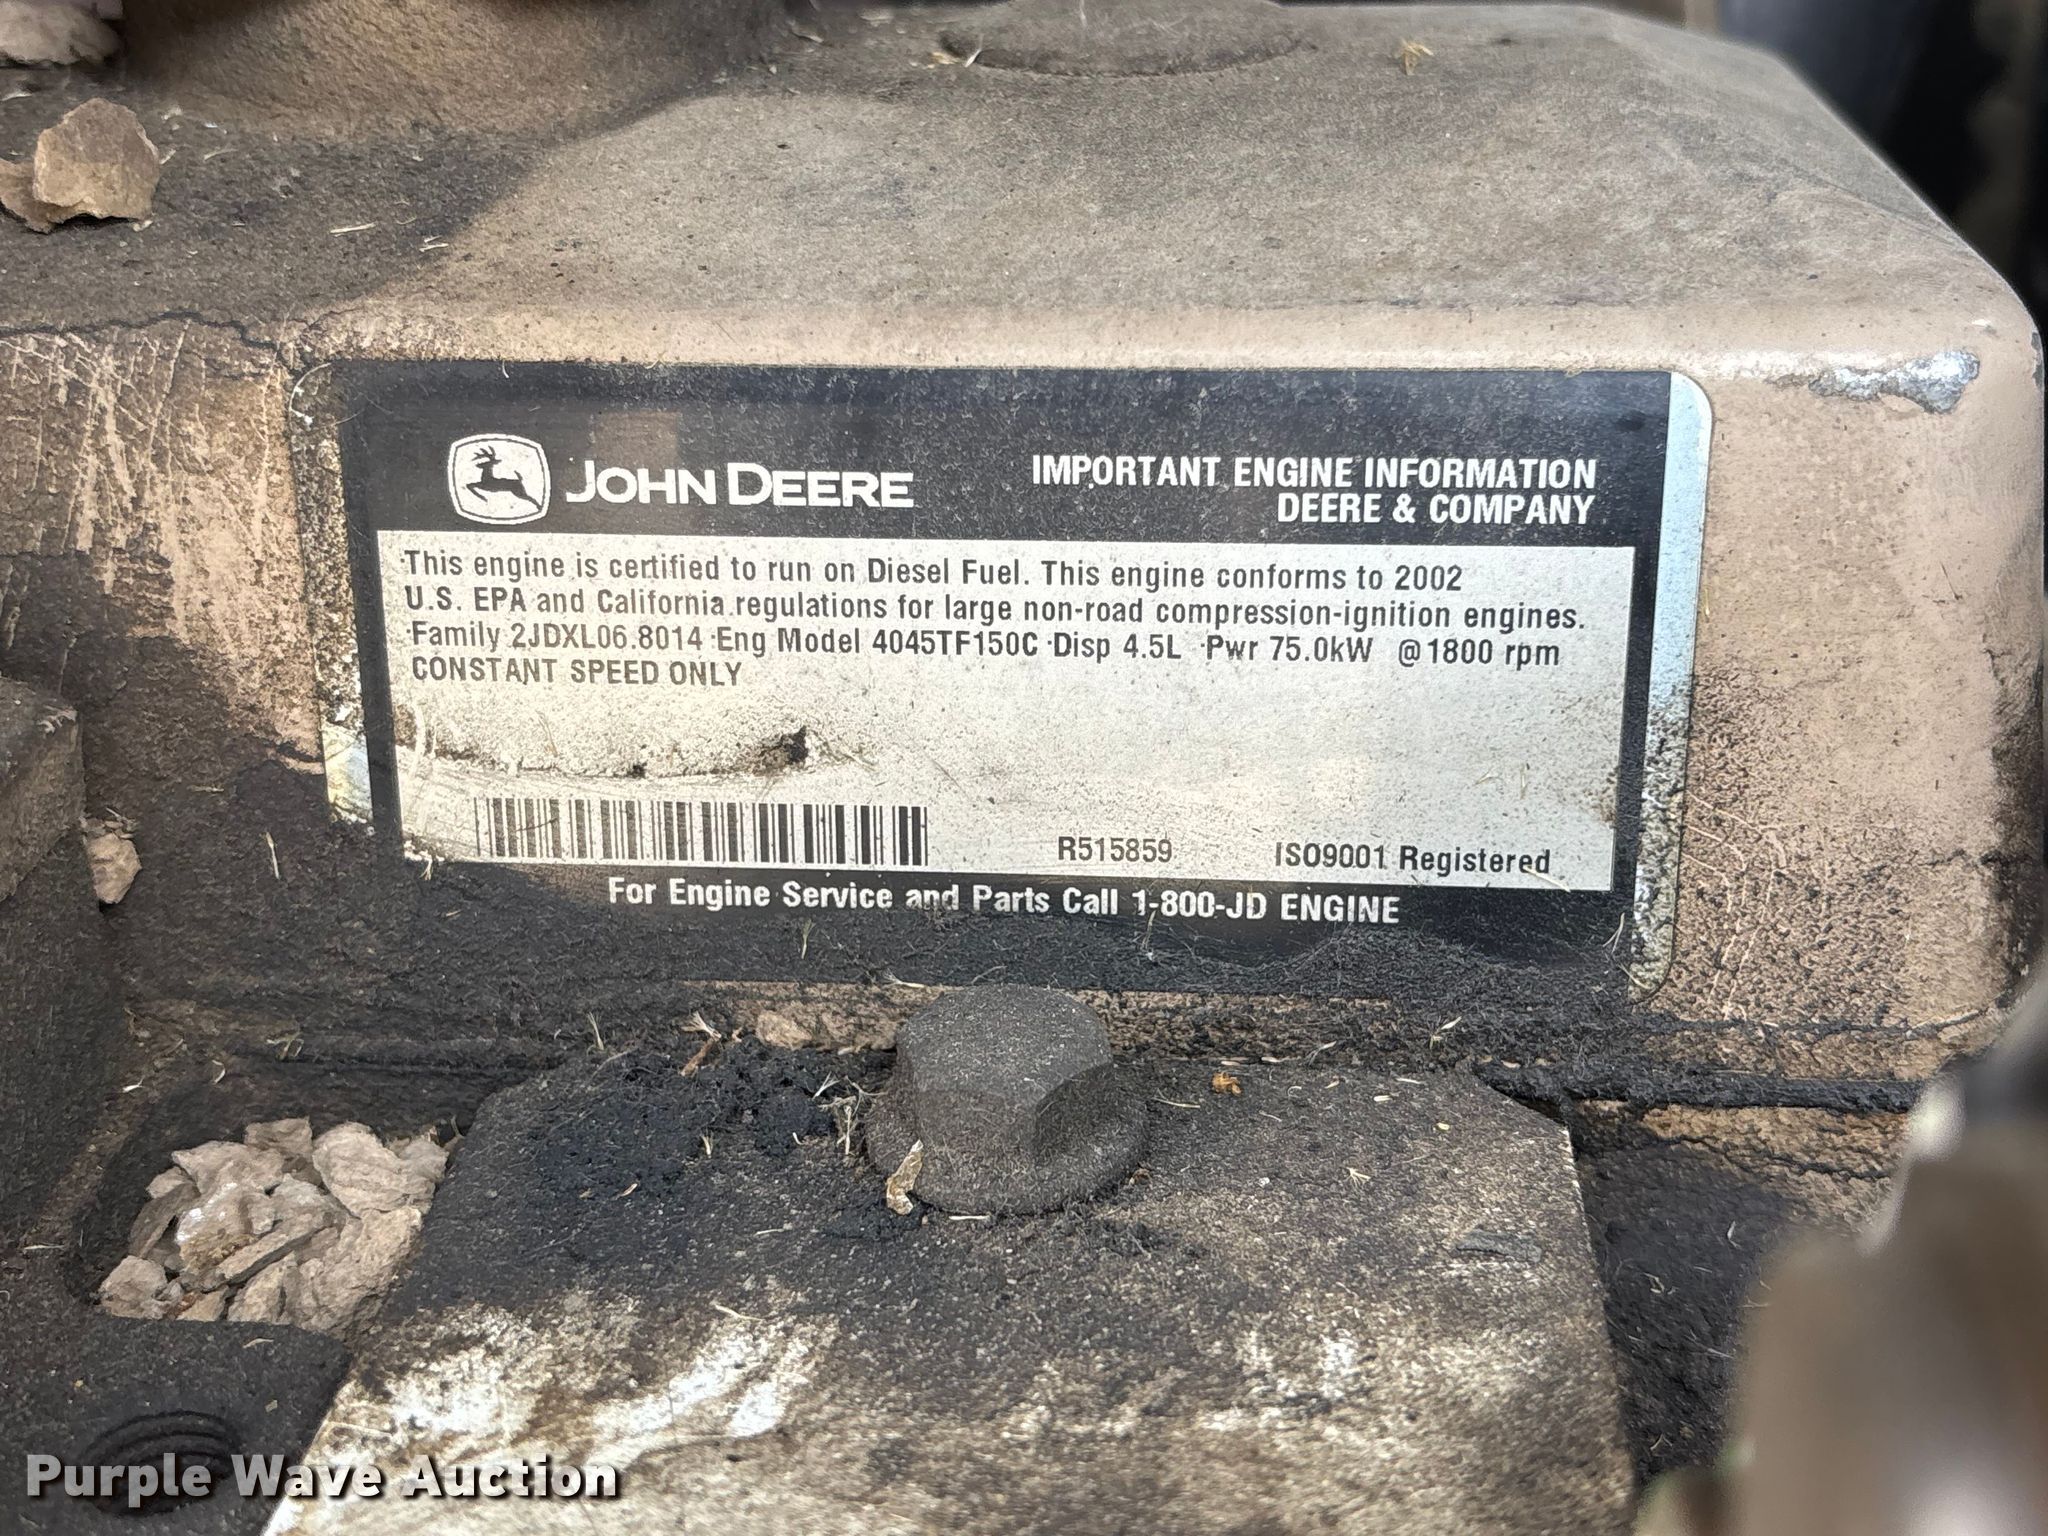 JOHN DEERE
IMPORTANT ENGINE INFORMATION
DEERE & COMPANY
·This engine is certified to run on Diesel Fuel. This engine conforms to 2002
U.S. EPA and California regulations for large non-road compression-ignition engines.
·Family 2JDXL06.8014 ·Eng Model 4045TF150C ·Disp 4.5L ·Pwr 75.0kW @1800 rpm
CONSTANT SPEED ONLY
R515859 ISO9001 Registered
For Engine Service and Parts Call 1-800-JD ENGINE
Purple Wave Auction